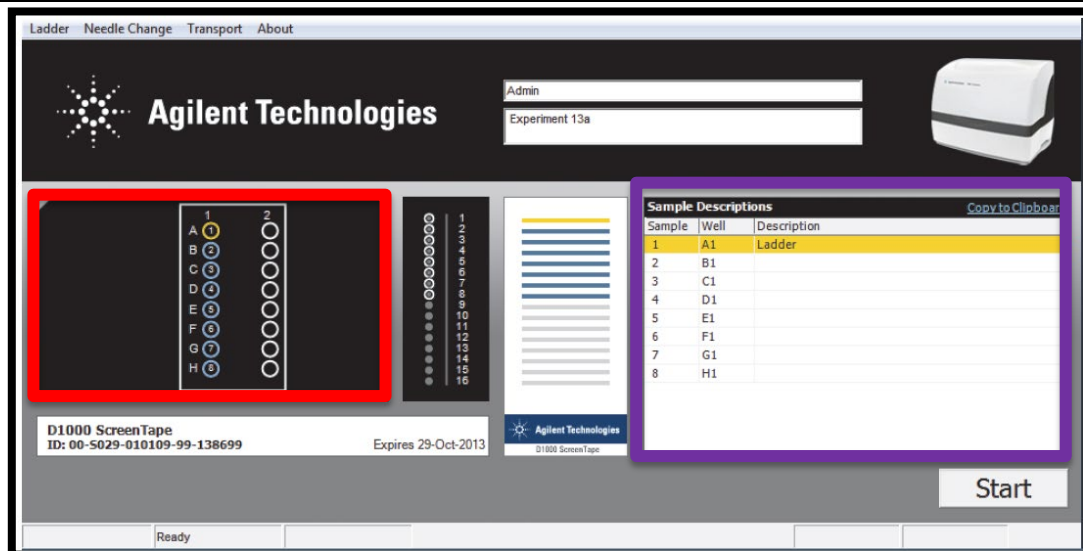 Ladder Needle Change Transport About
Agilent Technologies
Admin
Experiment 13a
1 2
A 1
B 2
C 3
D 4
E 5
F 6
G 7
H 8
1
2
3
4
5
6
7
8
9
10
11
12
13
14
15
16
Agilent Technologies
D1000 ScreenTape
Sample Descriptions Copy to Clipboar
Sample Well Description
1 A1 Ladder
2 B1
3 C1
4 D1
5 E1
6 F1
7 G1
8 H1
D1000 ScreenTape
ID: 00-S029-010109-99-138699 Expires 29-Oct-2013
Start
Ready